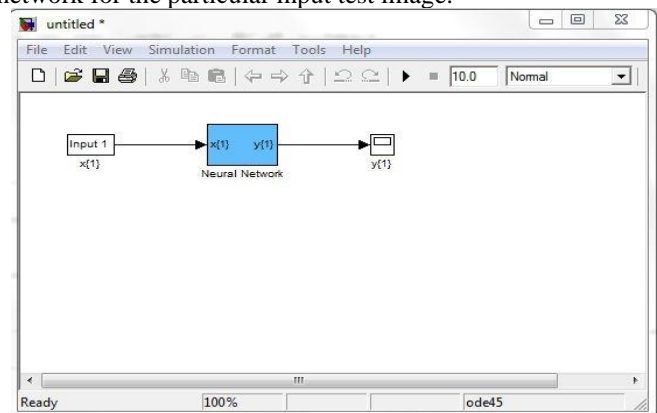 network for the particular input test image.
untitled *
File Edit View Simulation Format Tools Help
10.0 Normal
Input 1 x{1} y{1}
x{1} Neural Network y{1}
Ready 100% ode45